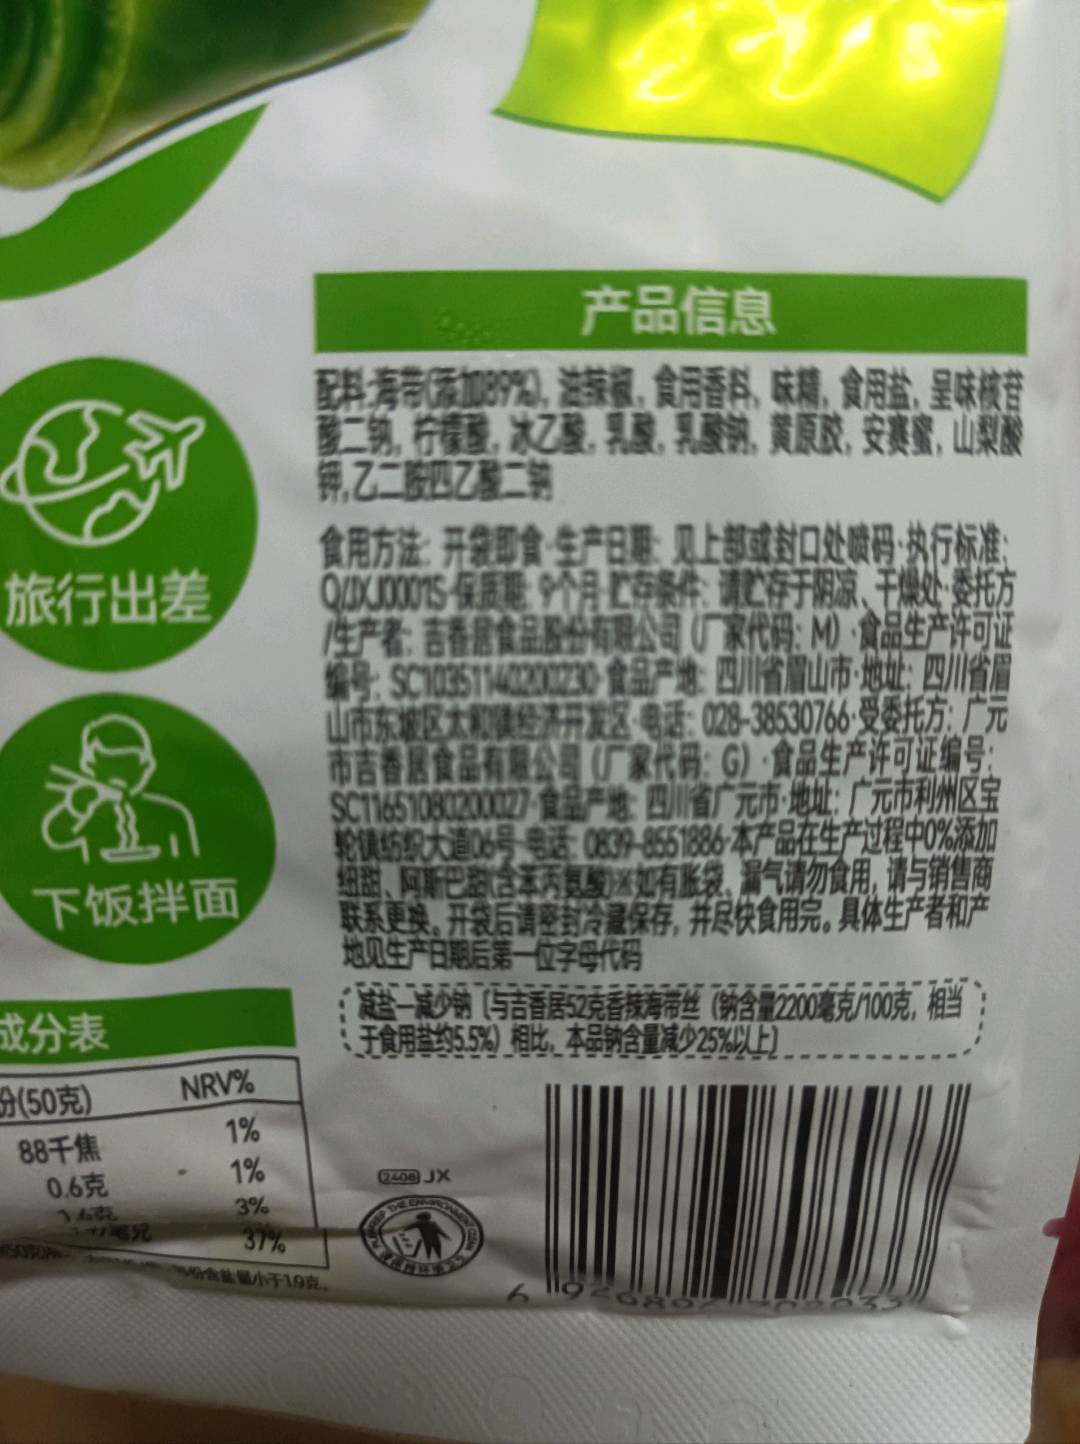 产品信息
配料:海带(添加89%), 泡辣椒, 食用香料, 味精, 食用盐, 呈味核苷
酸二钠, 柠檬酸, 冰乙酸, 乳酸, 乳酸钠, 黄原胶, 安赛蜜, 山梨酸
钾,乙二胺四乙酸二钠
食用方法: 开袋即食·生产日期: 见上部或封口处喷码·执行标准:
Q/JXJ0001S·保质期: 9个月·贮存条件: 请贮存于阴凉、干燥处·委托方
/生产者: 吉香居食品股份有限公司 (厂家代码: M) ·食品生产许可证
编号: SC10351140200230·食品产地: 四川省眉山市·地址: 四川省眉
山市东坡区太和镇经济开发区·电话: 028-38530766·受委托方: 广元
市吉香居食品有限公司 (厂家代码: G) ·食品生产许可证编号:
SC11651080200027·食品产地: 四川省广元市·地址: 广元市利州区宝
轮镇纺织大道06号·电话: 0839-8551886·本产品在生产过程中0%添加
纽甜、阿斯巴甜(含苯丙氨酸)※如有胀袋、漏气请勿食用, 请与销售商
联系更换。开袋后请密封冷藏保存, 并尽快食用完。具体生产者和产
地见生产日期后第一位字母代码
减盐—减少钠 [与吉香居52克香辣海带丝 (钠含量2200毫克/100克, 相当
于食用盐约5.5%) 相比, 本品钠含量减少25%以上]
旅行出差
下饭拌面
成分表
份(50克) NRV%
88千焦 1%
0.6克 1%
1.6克 3%
37%
份含盐量小于1.9克.
2408 JX